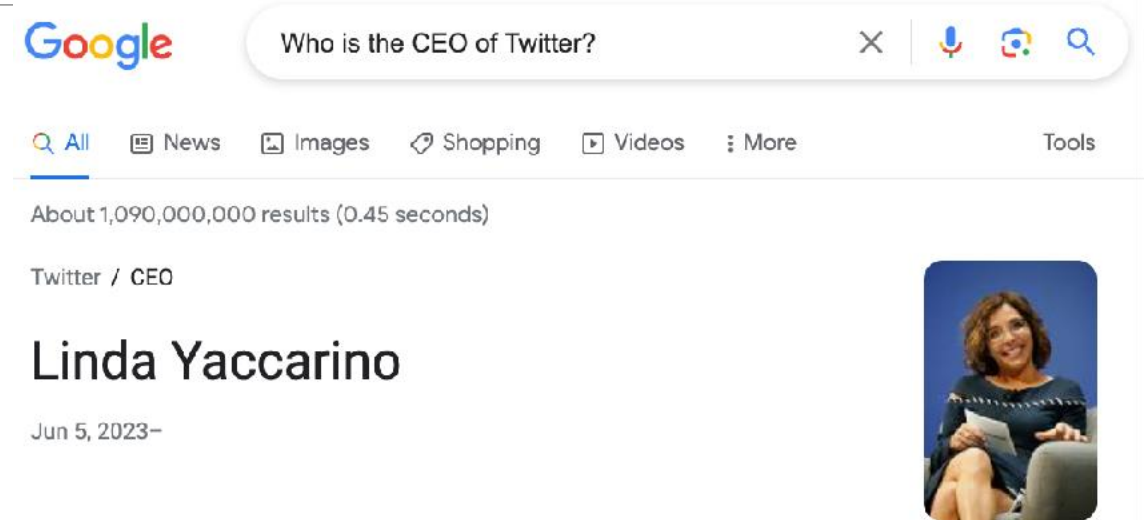 Google Who is the CEO of Twitter?
All News Images Shopping Videos More Tools
About 1,090,000,000 results (0.45 seconds)
Twitter / CEO
Linda Yaccarino
Jun 5, 2023–